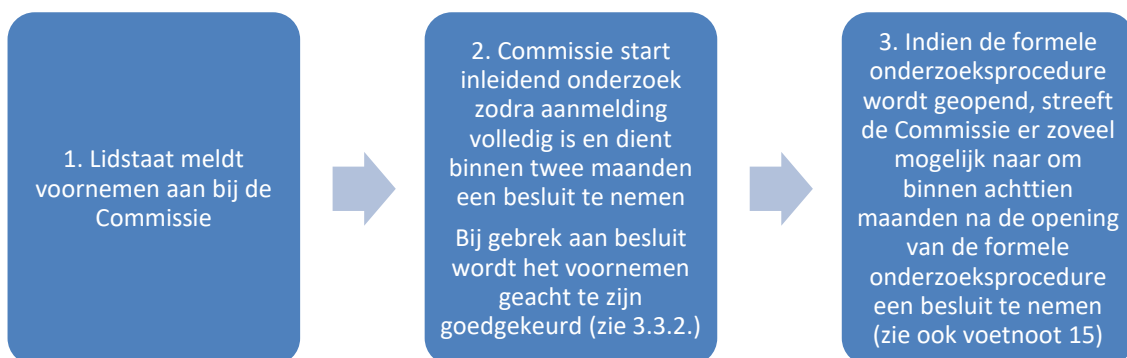 1. Lidstaat meldt
voornemen aan bij de
Commissie
2. Commissie start
inleidend onderzoek
zodra aanmelding
volledig is en dient
binnen twee maanden
een besluit te nemen
Bij gebrek aan besluit
wordt het voornemen
geacht te zijn
goedgekeurd (zie 3.3.2.)
3. Indien de formele
onderzoeksprocedure
wordt geopend, streeft
de Commissie er zoveel
mogelijk naar om
binnen achttien
maanden na de opening
van de formele
onderzoeksprocedure
een besluit te nemen
(zie ook voetnoot 15)